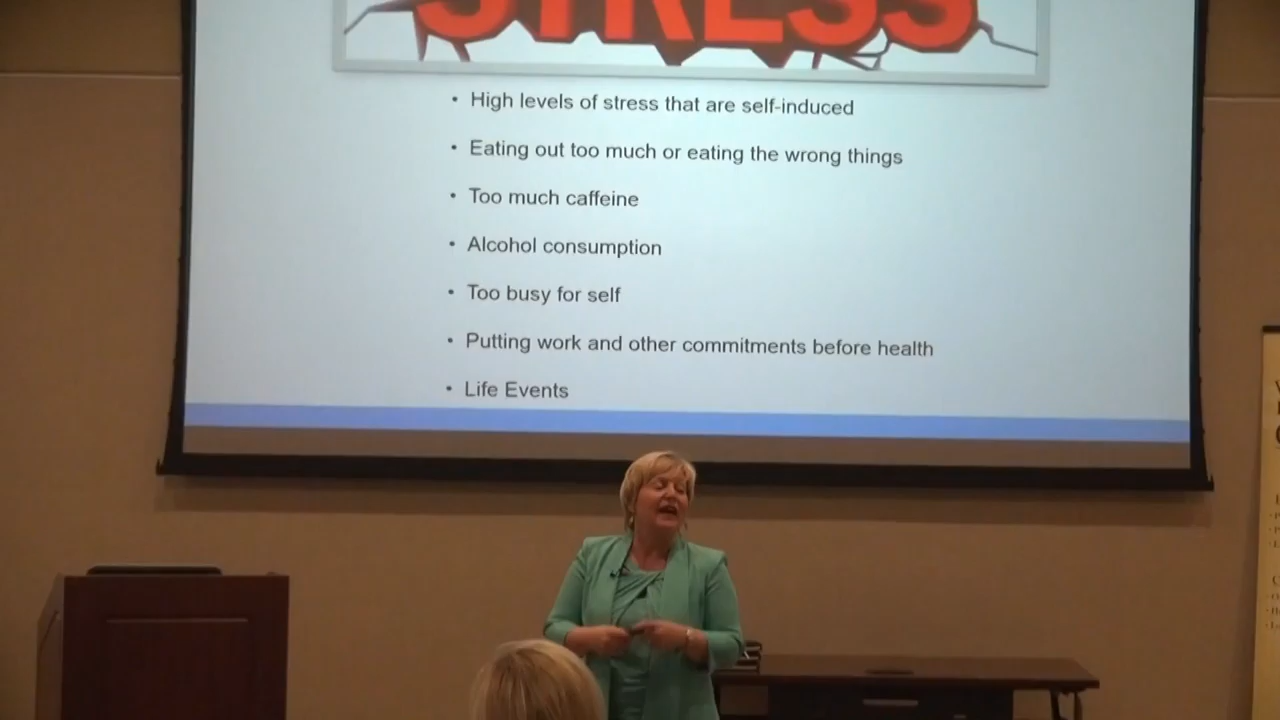 STRESS
• High levels of stress that are self-induced
• Eating out too much or eating the wrong things
• Too much caffeine
• Alcohol consumption
• Too busy for self
• Putting work and other commitments before health
• Life Events